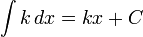 ∫ k dx = kx + C